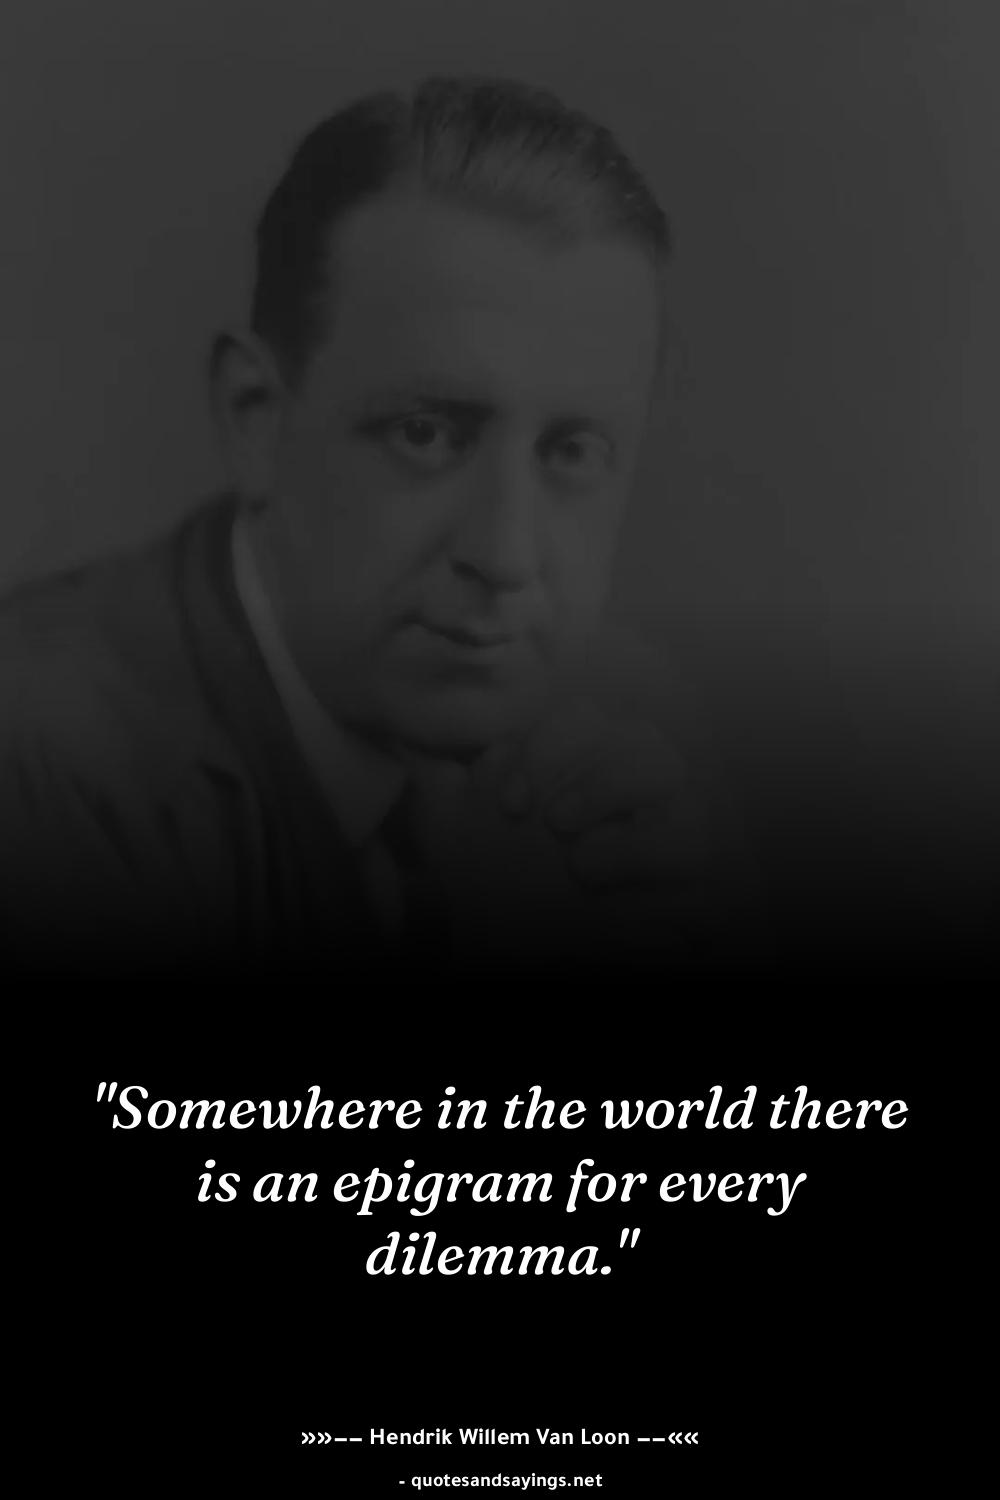 "Somewhere in the world there
is an epigram for every
dilemma."
»»−− Hendrik Willem Van Loon −−««
- quotesandsayings.net